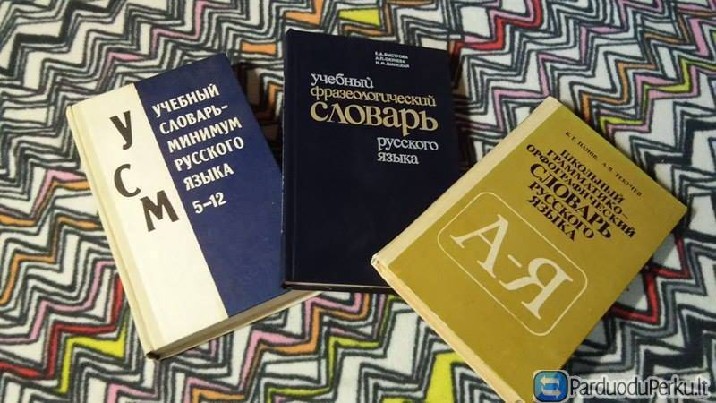 УСМ
УЧЕБНЫЙ
СЛОВАРЬ-
МИНИМУМ
РУССКОГО
ЯЗЫКА
5–12
учебный
фразеологический
СЛОВАРЬ
русского
языка
ШКОЛЬНЫЙ
ГРАММАТИКО-
ОРФОГРАФИЧЕСКИЙ
СЛОВАРЬ
РУССКОГО
ЯЗЫКА
А-Я
ParduoduPerku.lt